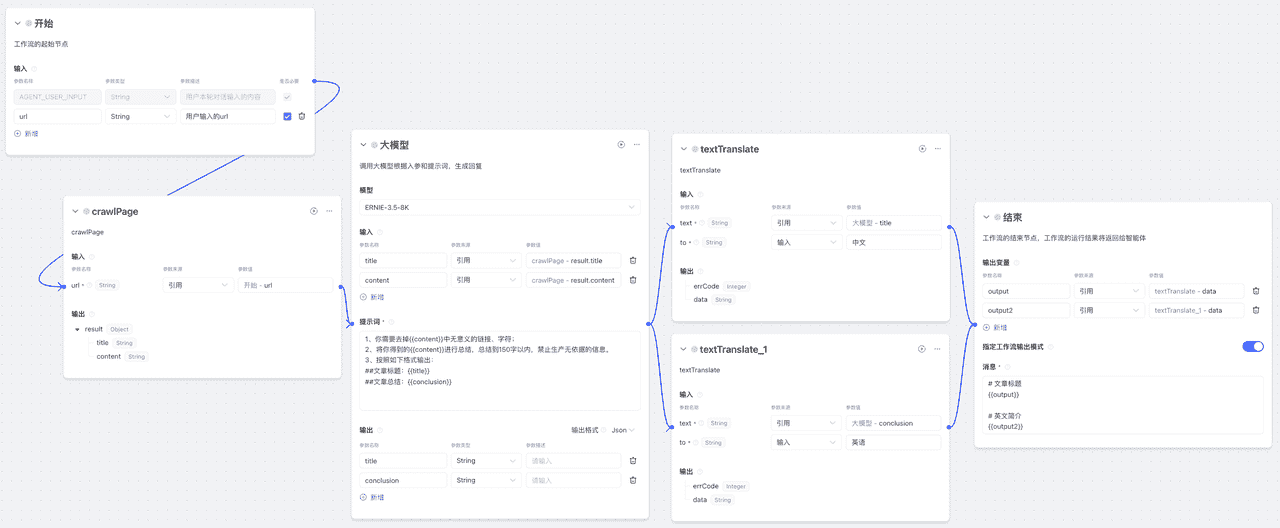 开始
工作流的起始节点
输入
参数名称 参数类型 参数描述 是否必要
AGENT_USER_INPUT String 用户本轮对话输入的内容
url String 用户输入的url
新增
crawlPage
crawlPage
输入
参数名称 参数来源 参数值
url * String 引用 开始 - url
输出
result Object
title String
content String
大模型
调用大模型根据入参和提示词，生成回复
模型
ERNIE-3.5-8K
输入
参数名称 参数来源 参数值
title 引用 crawlPage - result.title
content 引用 crawlPage - result.content
新增
提示词 *
1、你需要去掉{{content}}中无意义的链接、字符；
2、将你得到的{{content}}进行总结，总结到150字以内，禁止生产无依据的信息。
3、按照如下格式输出：
##文章标题：{{title}}
##文章总结：{{conclusion}}
输出 输出格式 Json
参数名称 参数类型 参数描述
title String 请输入
conclusion String 请输入
新增
textTranslate
textTranslate
输入
参数名称 参数来源 参数值
text * String 引用 大模型 - title
to * String 输入 中文
输出
errCode Integer
data String
textTranslate_1
textTranslate
输入
参数名称 参数来源 参数值
text * String 引用 大模型 - conclusion
to * String 输入 英语
输出
errCode Integer
data String
结束
工作流的结束节点，工作流的运行结果将返回给智能体
输出变量
参数名称 参数来源 参数值
output 引用 textTranslate - data
output2 引用 textTranslate_1 - data
新增
指定工作流输出模式
消息 *
# 文章标题
{{output}}
# 英文简介
{{output2}}